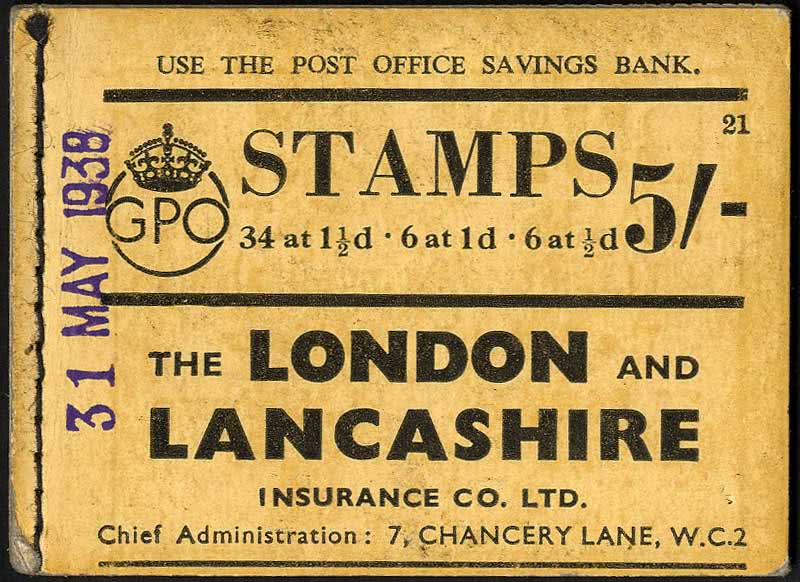 USE THE POST OFFICE SAVINGS BANK.
21
STAMPS 5/-
GPO
34 at 1½d · 6 at 1d · 6 at ½d
31 MAY 1938
THE LONDON AND
LANCASHIRE
INSURANCE CO. LTD.
Chief Administration: 7, CHANCERY LANE, W.C.2